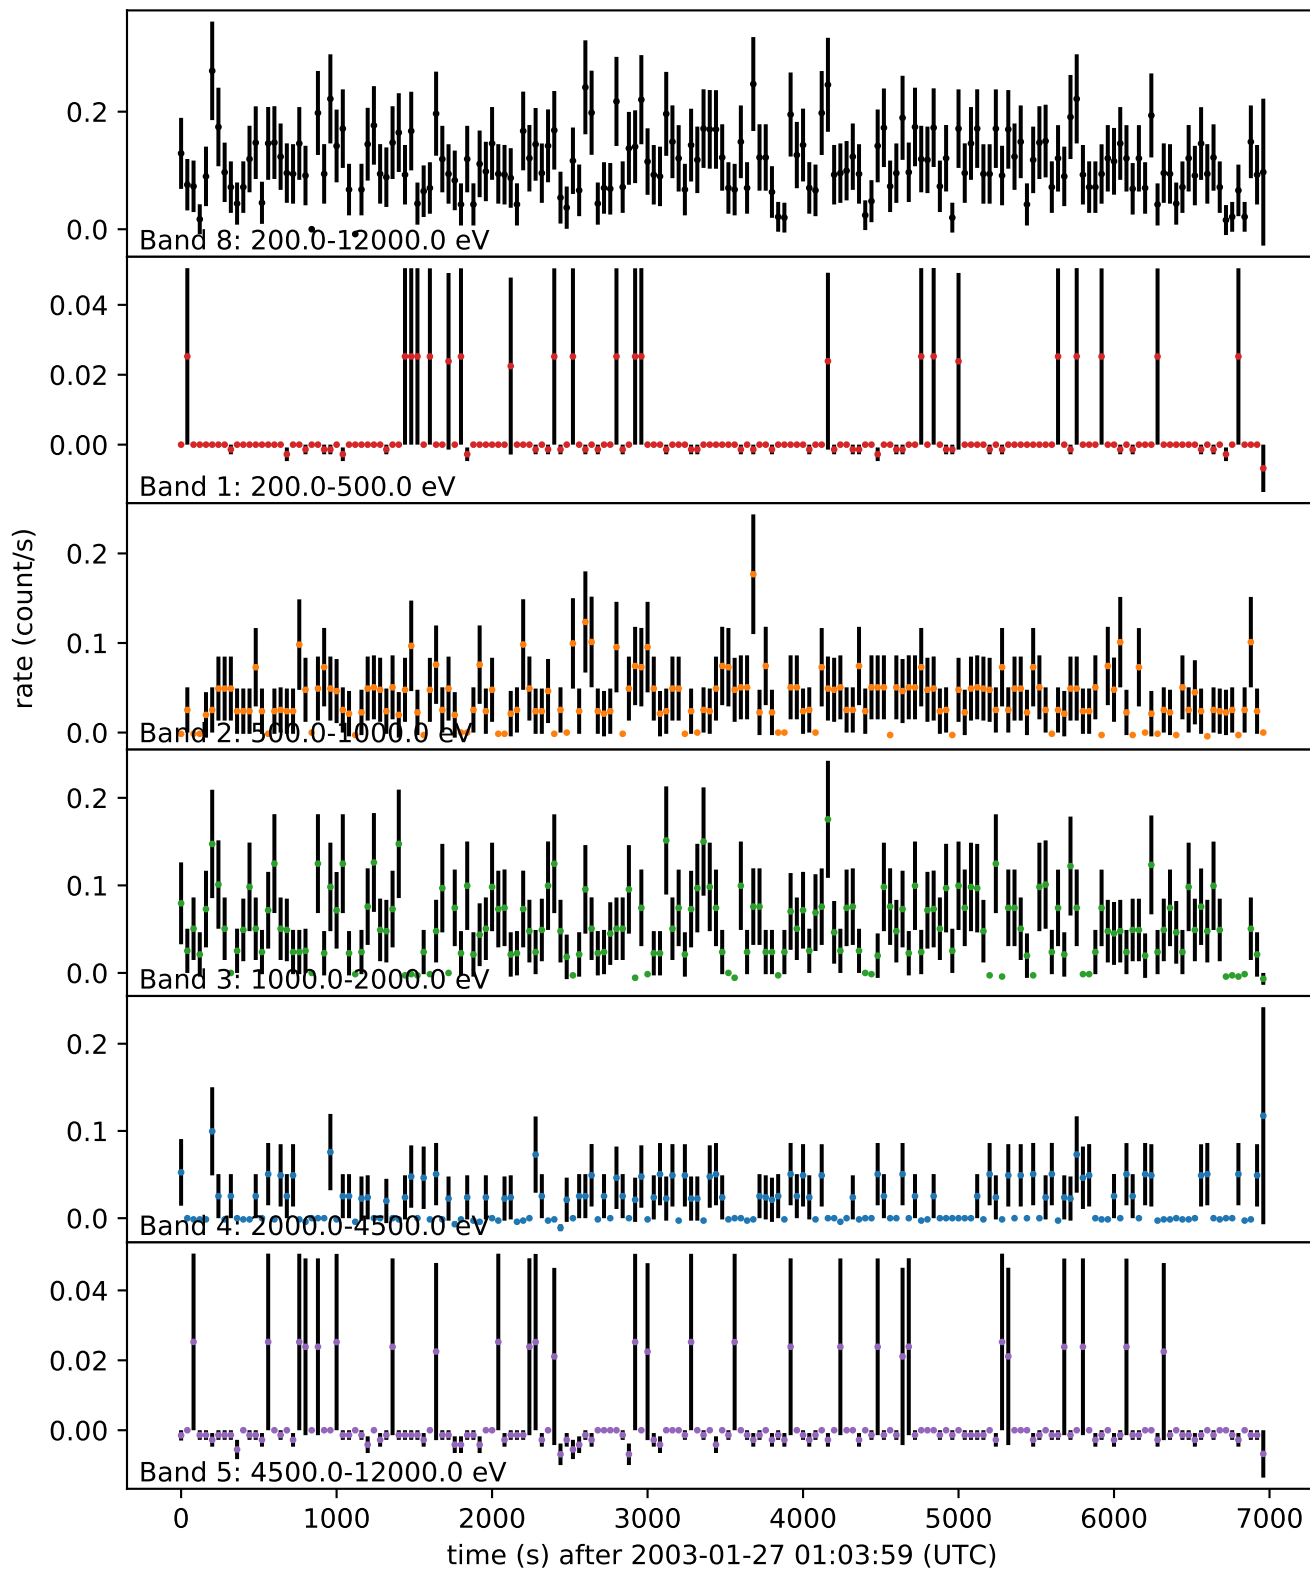 0.2
0.0
Band 8: 200.0-12000.0 eV
0.04
0.02
0.00
Band 1: 200.0-500.0 eV
rate (count/s)
0.2
0.1
0.0
Band 2: 500.0-1000.0 eV
0.2
0.1
0.0
Band 3: 1000.0-2000.0 eV
0.2
0.1
0.0
Band 4: 2000.0-4500.0 eV
0.04
0.02
0.00
Band 5: 4500.0-12000.0 eV
0 1000 2000 3000 4000 5000 6000 7000
time (s) after 2003-01-27 01:03:59 (UTC)